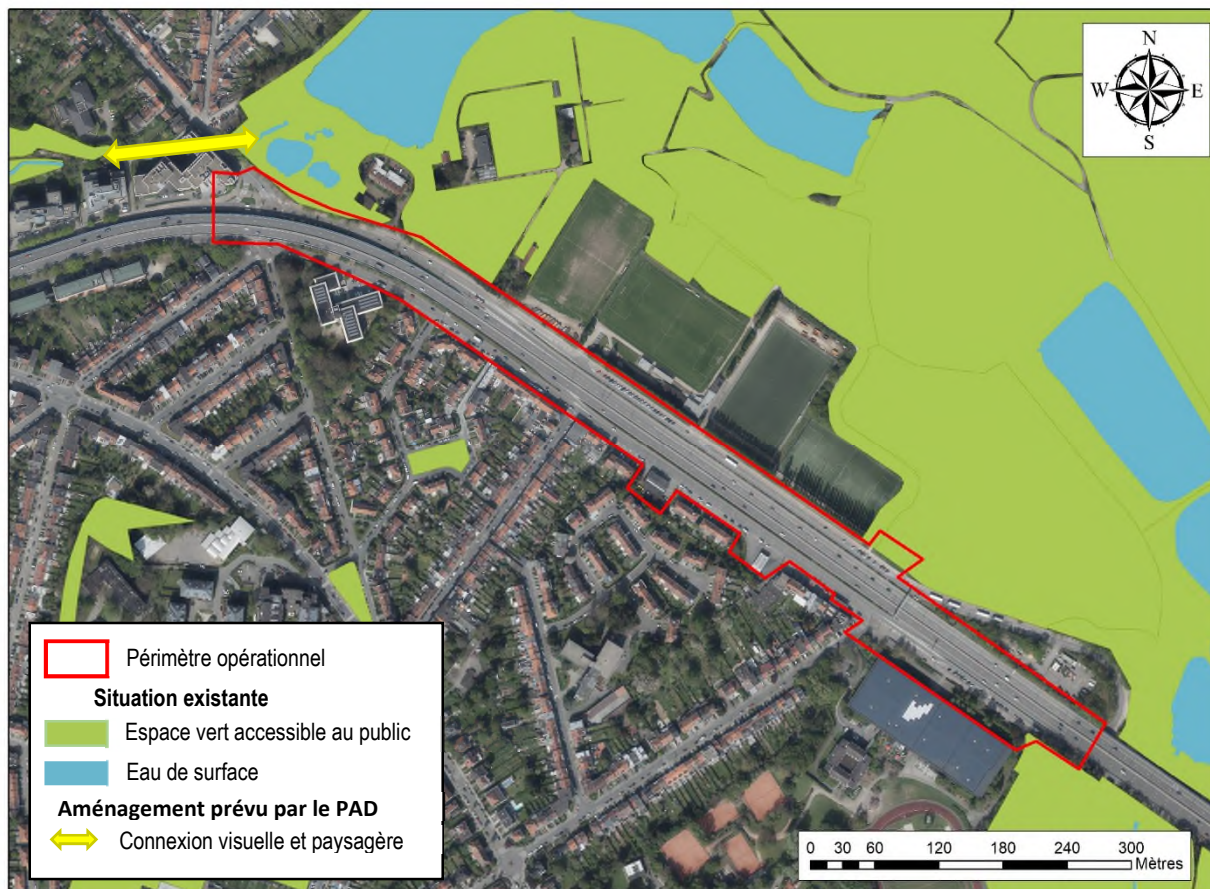 N
W E
S
Périmètre opérationnel
Situation existante
Espace vert accessible au public
Eau de surface
Aménagement prévu par le PAD
Connexion visuelle et paysagère
0 30 60 120 180 240 300
Mètres